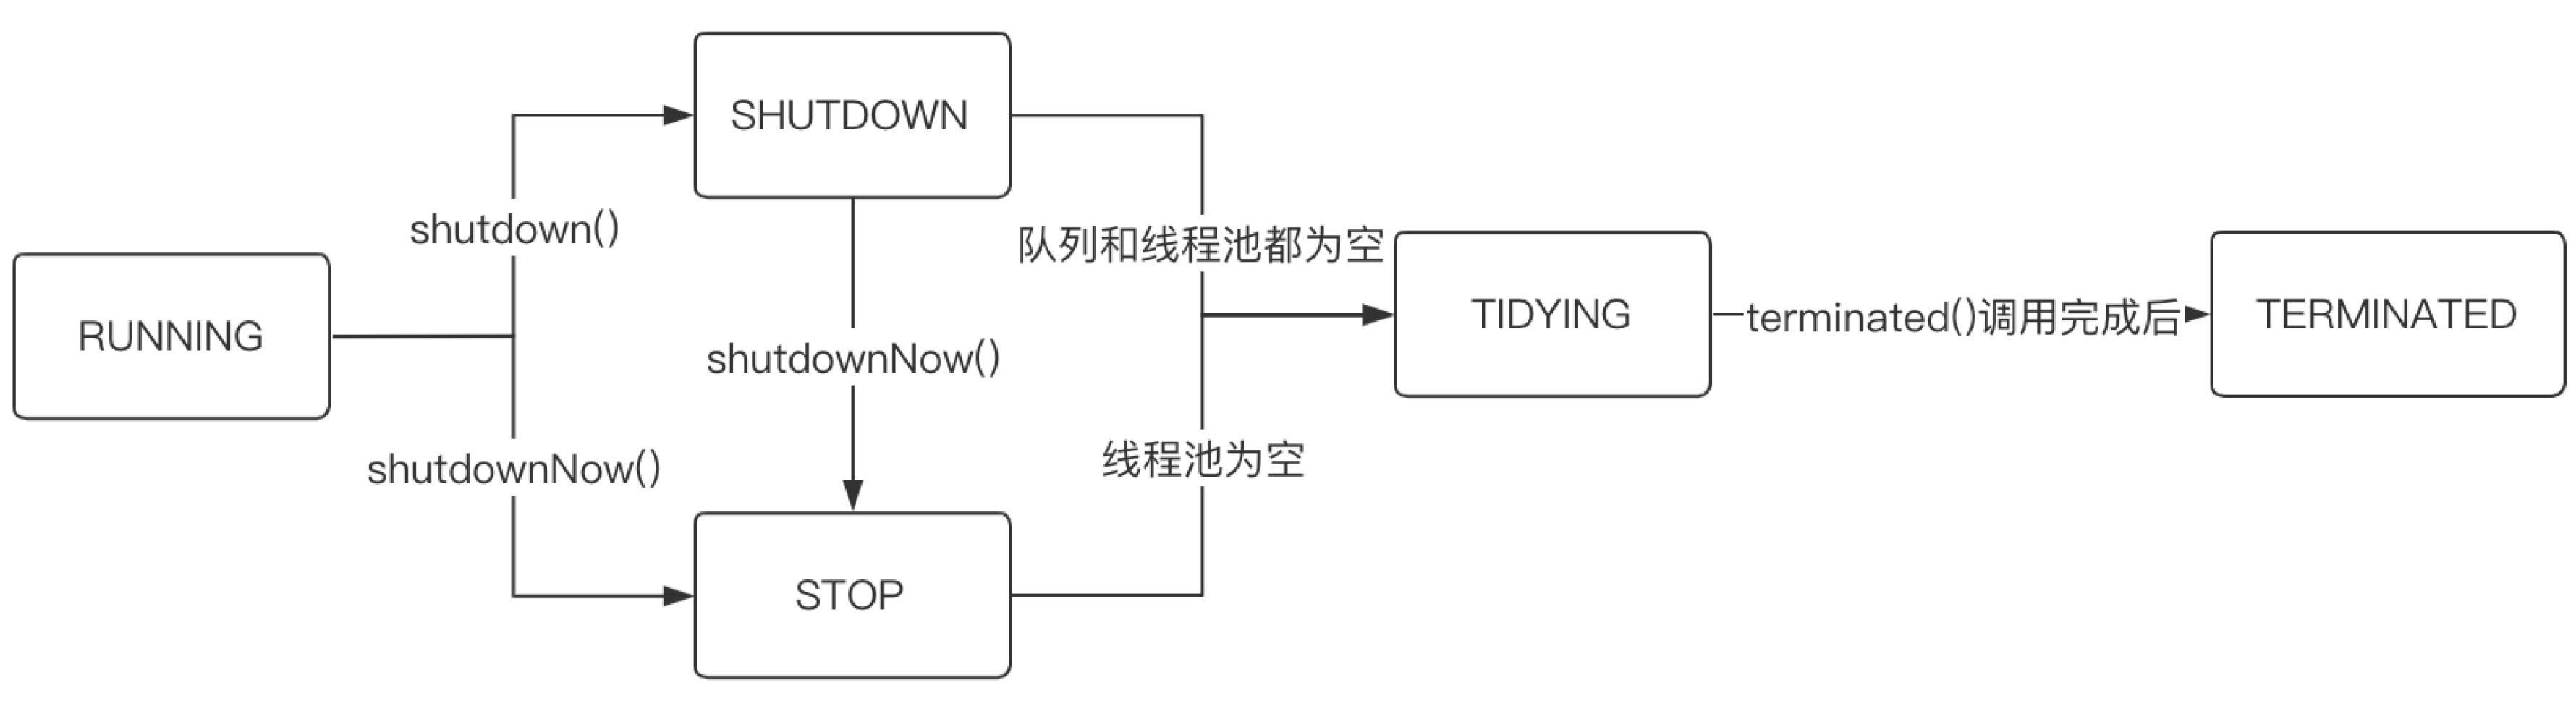 SHUTDOWN
shutdown()
队列和线程池都为空
RUNNING
TIDYING
terminated()调用完成后
TERMINATED
shutdownNow()
shutdownNow()
线程池为空
STOP